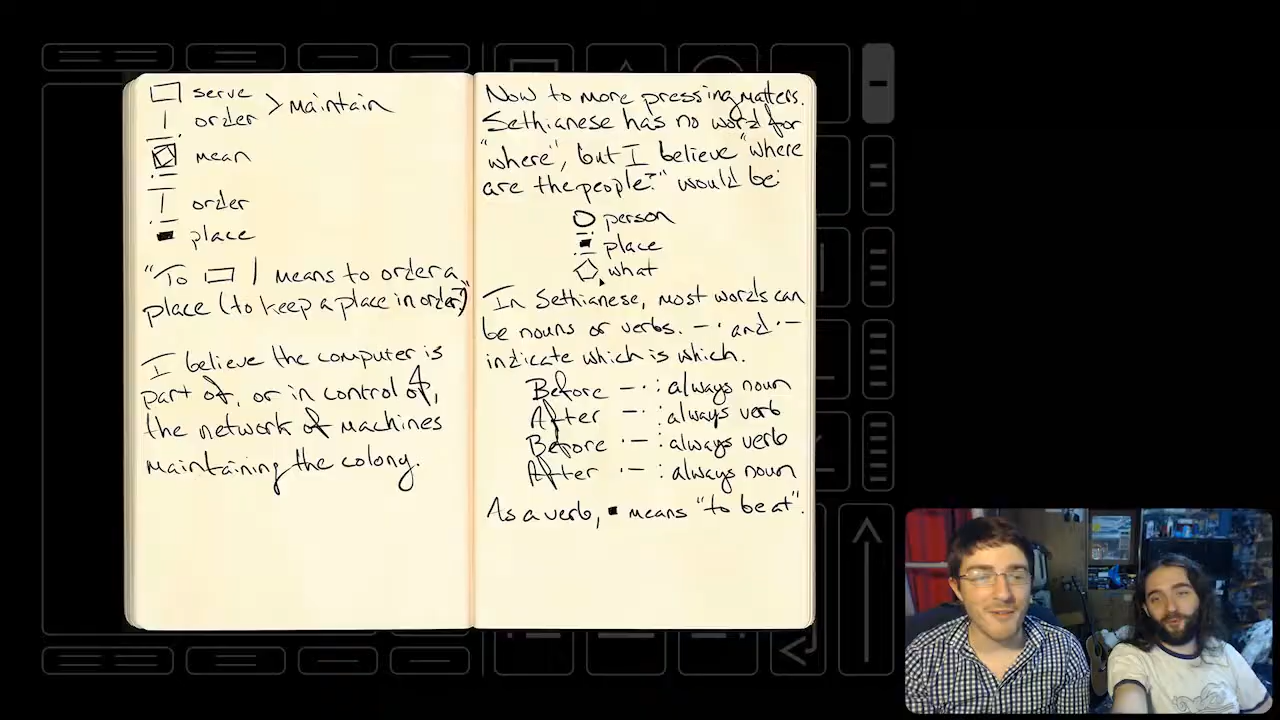 serve
order > maintain
mean
order
place
"To ▭ | means to order a
place (to keep a place in order)"
I believe the computer is
part of, or in control of,
the network of machines
maintaining the colony.
Now to more pressing matters.
Sethianese has no word for
"where", but I believe "where
are the people?" would be:
person
place
what
In Sethianese, most words can
be nouns or verbs. — · and · —
indicate which is which.
Before — · : always noun
After — · : always verb
Before · — : always verb
After · — : always noun
As a verb, ▪ means "to be at".